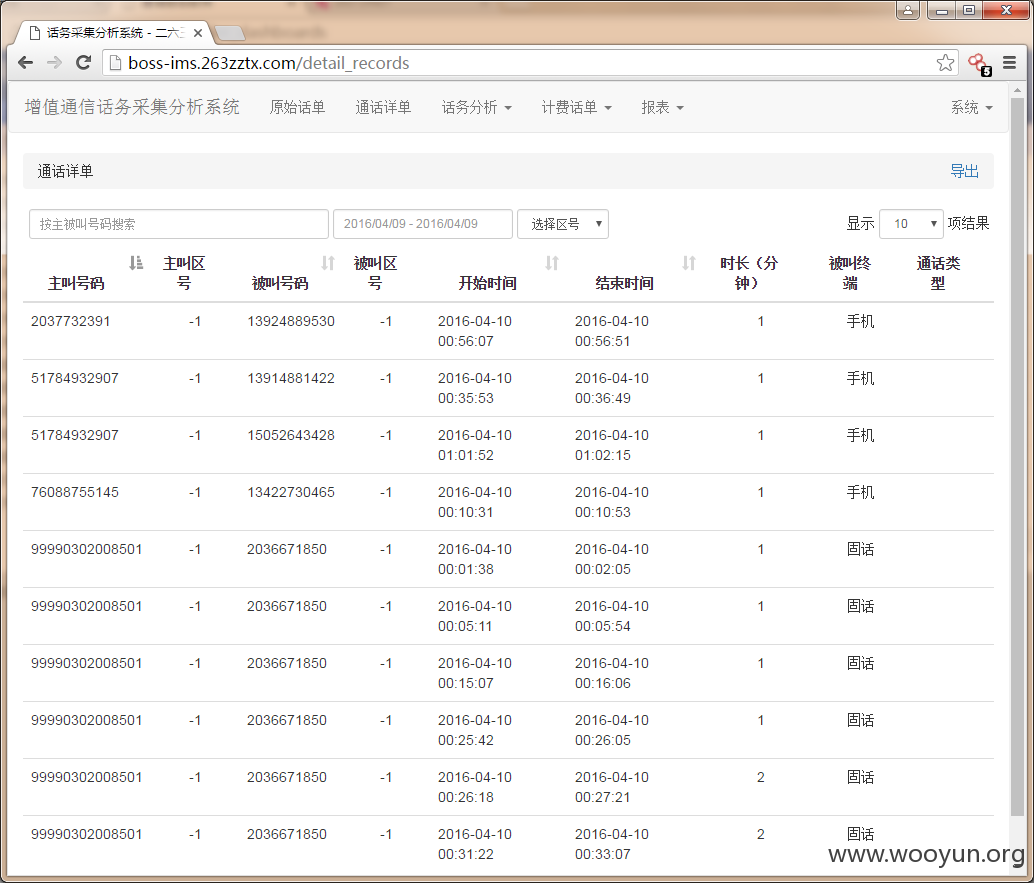 话务采集分析系统 - 二六三
boss-ims.263zztx.com/detail_records
5
增值通信话务采集分析系统 原始话单 通话详单 话务分析 计费话单 报表 系统
通话详单 导出
按主被叫号码搜索 2016/04/09 - 2016/04/09 选择区号 显示 10 项结果
主叫号码 主叫区号 被叫号码 被叫区号 开始时间 结束时间 时长（分钟） 被叫终端 通话类型
2037732391 -1 13924889530 -1 2016-04-10 00:56:07 2016-04-10 00:56:51 1 手机
51784932907 -1 13914881422 -1 2016-04-10 00:35:53 2016-04-10 00:36:49 1 手机
51784932907 -1 15052643428 -1 2016-04-10 01:01:52 2016-04-10 01:02:15 1 手机
76088755145 -1 13422730465 -1 2016-04-10 00:10:31 2016-04-10 00:10:53 1 手机
99990302008501 -1 2036671850 -1 2016-04-10 00:01:38 2016-04-10 00:02:05 1 固话
99990302008501 -1 2036671850 -1 2016-04-10 00:05:11 2016-04-10 00:05:54 1 固话
99990302008501 -1 2036671850 -1 2016-04-10 00:15:07 2016-04-10 00:16:06 1 固话
99990302008501 -1 2036671850 -1 2016-04-10 00:25:42 2016-04-10 00:26:05 1 固话
99990302008501 -1 2036671850 -1 2016-04-10 00:26:18 2016-04-10 00:27:21 2 固话
99990302008501 -1 2036671850 -1 2016-04-10 00:31:22 2016-04-10 00:33:07 2 固话
www.wooyun.org